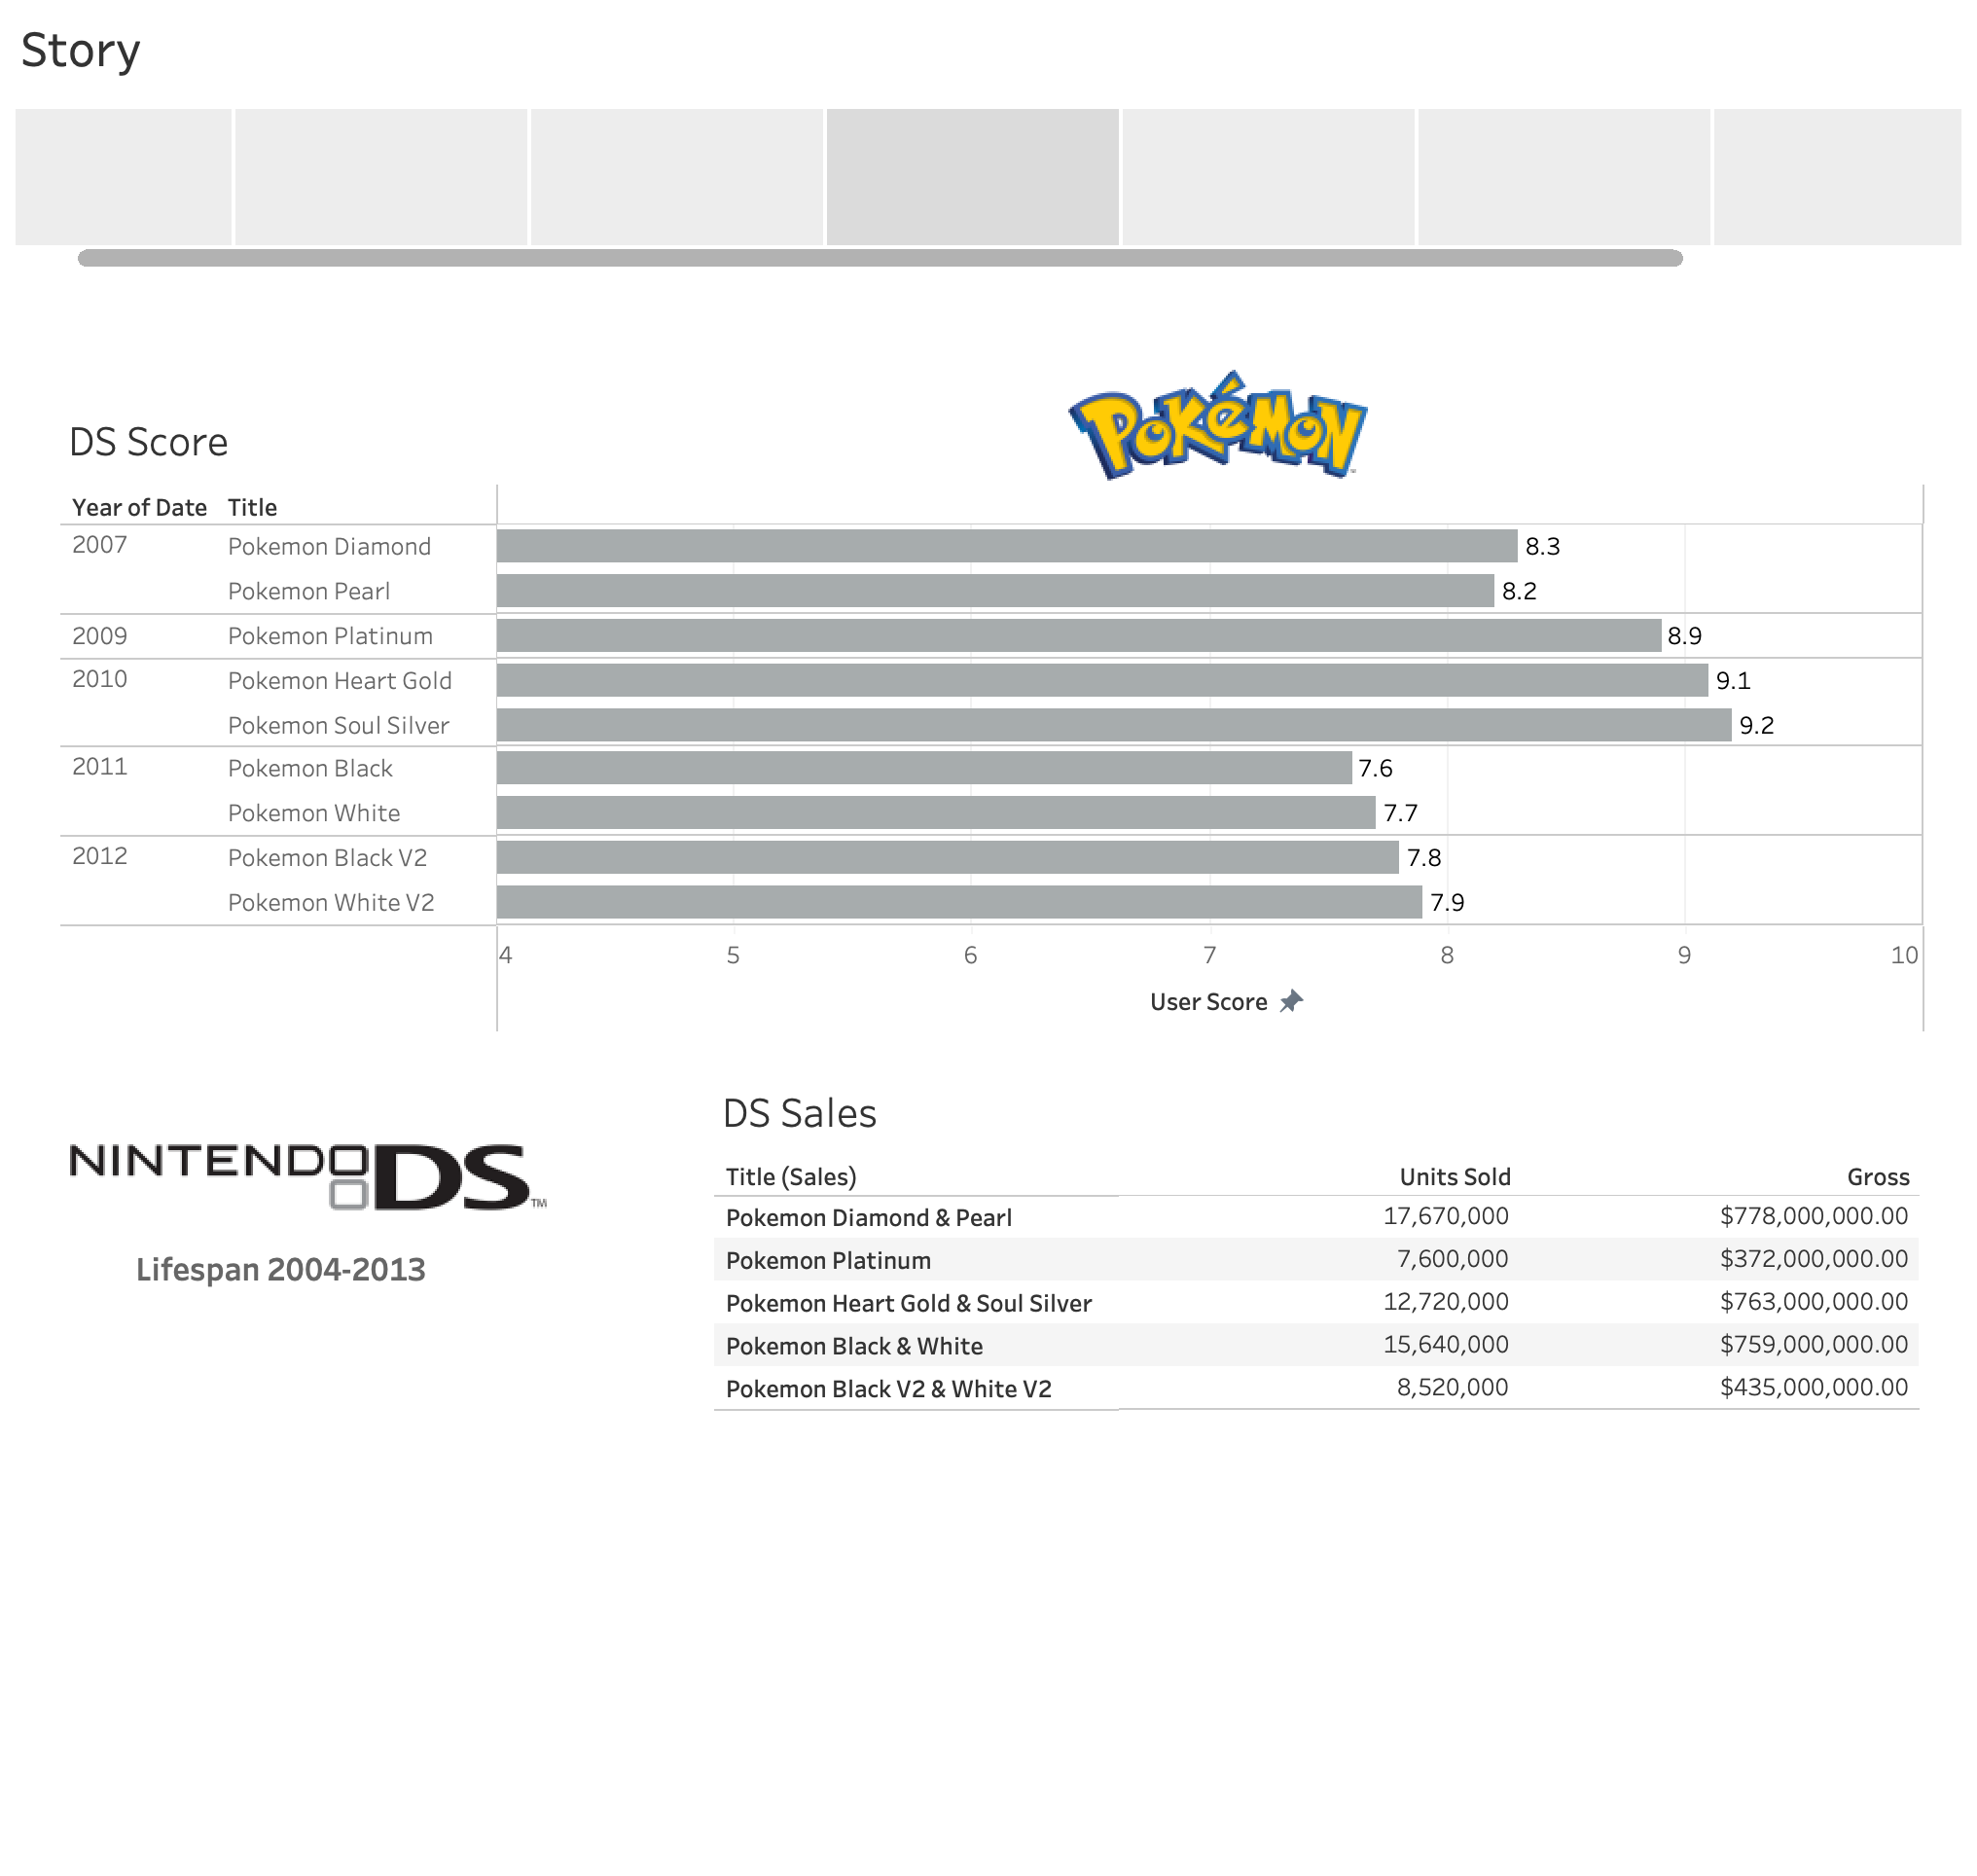 Story
POKéMON
DS Score
Year of Date Title
2007 Pokemon Diamond 8.3
Pokemon Pearl 8.2
2009 Pokemon Platinum 8.9
2010 Pokemon Heart Gold 9.1
Pokemon Soul Silver 9.2
2011 Pokemon Black 7.6
Pokemon White 7.7
2012 Pokemon Black V2 7.8
Pokemon White V2 7.9
4 5 6 7 8 9 10
User Score
DS Sales
NINTENDO DS™
Lifespan 2004-2013
Title (Sales) Units Sold Gross
Pokemon Diamond & Pearl 17,670,000 $778,000,000.00
Pokemon Platinum 7,600,000 $372,000,000.00
Pokemon Heart Gold & Soul Silver 12,720,000 $763,000,000.00
Pokemon Black & White 15,640,000 $759,000,000.00
Pokemon Black V2 & White V2 8,520,000 $435,000,000.00